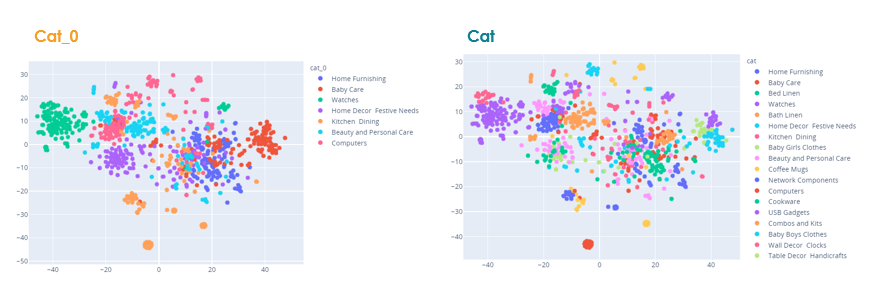 Cat_0
Cat
cat_0
Home Furnishing
Baby Care
Watches
Home Decor Festive Needs
Kitchen Dining
Beauty and Personal Care
Computers
30
20
10
0
−10
−20
−30
−40
−50
−40
−20
0
20
40
cat
Home Furnishing
Baby Care
Bed Linen
Watches
Bath Linen
Home Decor Festive Needs
Kitchen Dining
Baby Girls Clothes
Beauty and Personal Care
Coffee Mugs
Network Components
Computers
Cookware
USB Gadgets
Combos and Kits
Baby Boys Clothes
Wall Decor Clocks
Table Decor Handicrafts
30
20
10
0
−10
−20
−30
−40
−40
−20
0
20
40